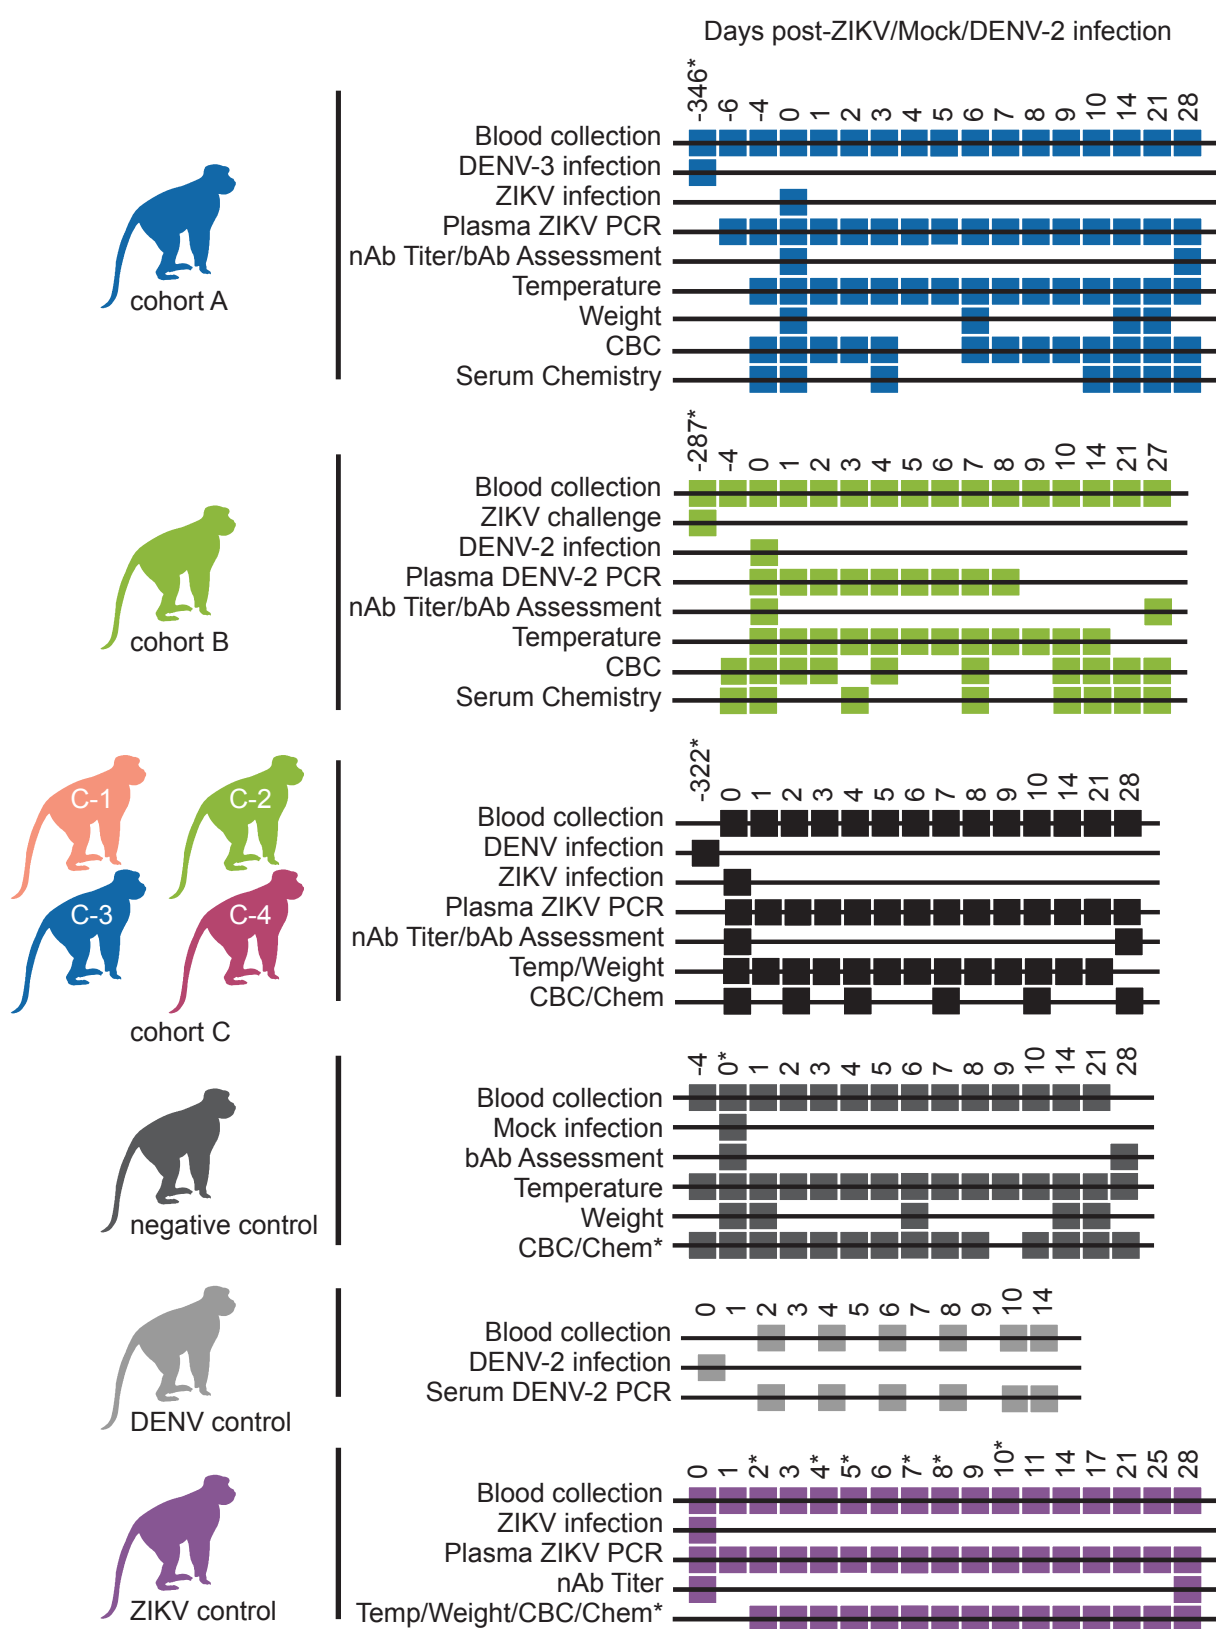 Days post-ZIKV/Mock/DENV-2 infection
-346* -6 -4 0 1 2 3 4 5 6 7 8 9 10 14 21 28
Blood collection
DENV-3 infection
ZIKV infection
Plasma ZIKV PCR
nAb Titer/bAb Assessment
Temperature
Weight
CBC
Serum Chemistry
cohort A
-287* -4 0 1 2 3 4 5 6 7 8 9 10 14 21 27
Blood collection
ZIKV challenge
DENV-2 infection
Plasma DENV-2 PCR
nAb Titer/bAb Assessment
Temperature
CBC
Serum Chemistry
cohort B
-322* 0 1 2 3 4 5 6 7 8 9 10 14 21 28
Blood collection
DENV infection
ZIKV infection
Plasma ZIKV PCR
nAb Titer/bAb Assessment
Temp/Weight
CBC/Chem
C-1 C-2
C-3 C-4
cohort C
-4 0* 1 2 3 4 5 6 7 8 9 10 14 21 28
Blood collection
Mock infection
bAb Assessment
Temperature
Weight
CBC/Chem*
negative control
0 1 2 3 4 5 6 7 8 9 10 14
Blood collection
DENV-2 infection
Serum DENV-2 PCR
DENV control
0 1 2* 3 4* 5* 6 7* 8* 9 10* 11 14 17 21 25 28
Blood collection
ZIKV infection
Plasma ZIKV PCR
nAb Titer
Temp/Weight/CBC/Chem*
ZIKV control